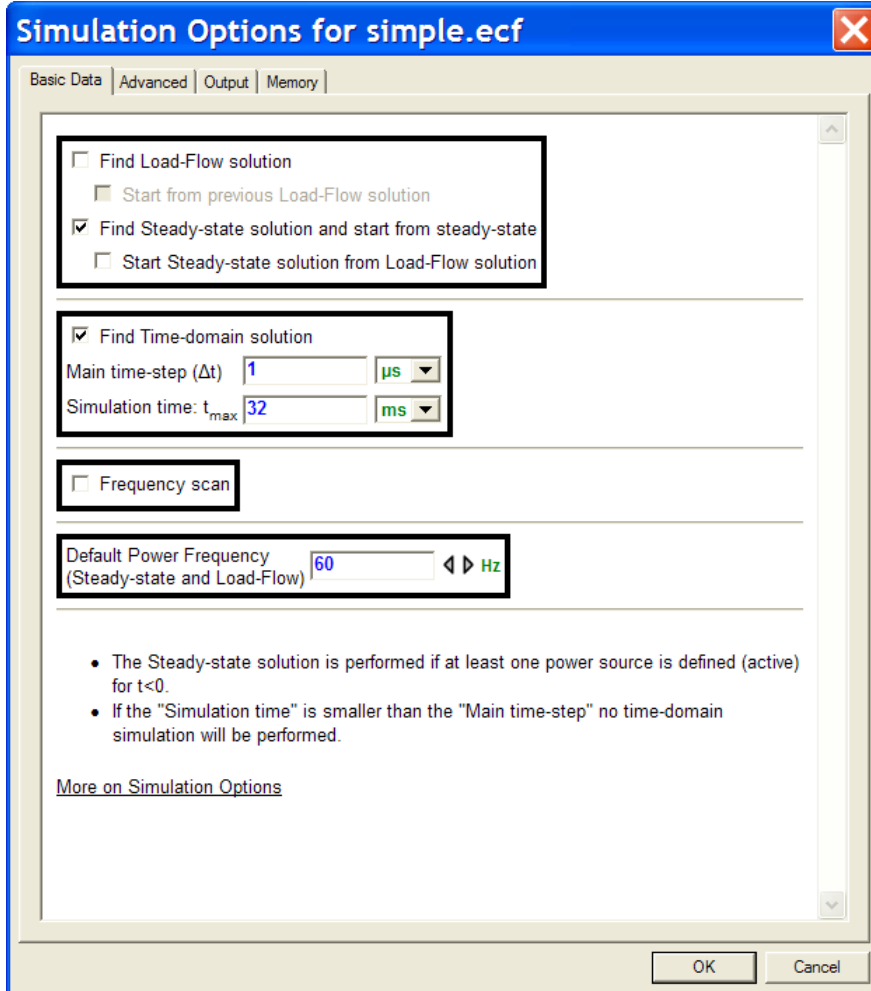 Simulation Options for simple.ecf
Basic Data Advanced Output Memory
Find Load-Flow solution
Start from previous Load-Flow solution
Find Steady-state solution and start from steady-state
Start Steady-state solution from Load-Flow solution
Find Time-domain solution
Main time-step (Δt) 1 µs
Simulation time: tmax 32 ms
Frequency scan
Default Power Frequency
(Steady-state and Load-Flow) 60 Hz
• The Steady-state solution is performed if at least one power source is defined (active)
for t<0.
• If the "Simulation time" is smaller than the "Main time-step" no time-domain
simulation will be performed.
More on Simulation Options
OK Cancel